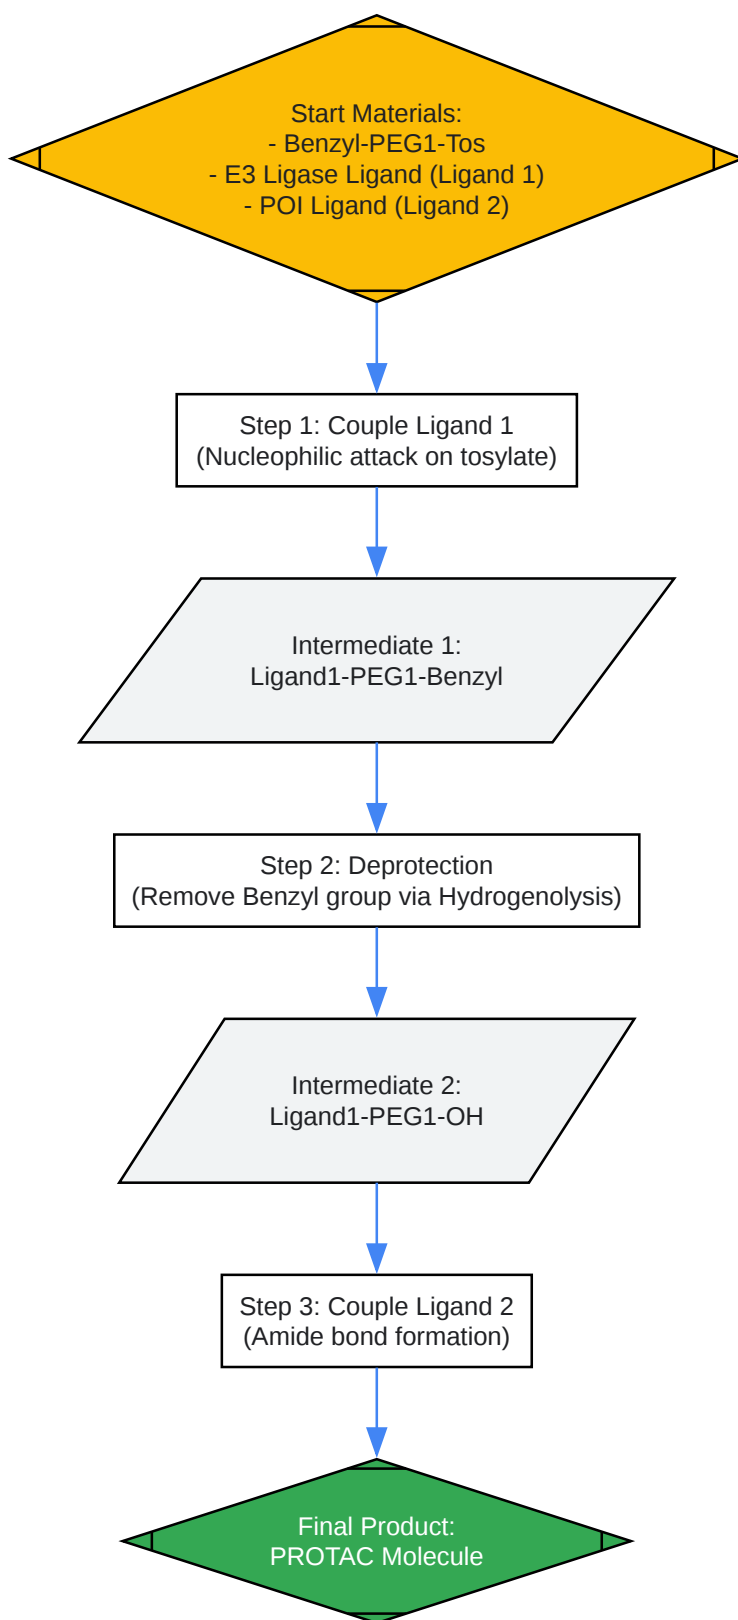 Start Materials:
- Benzyl-PEG1-Tos
- E3 Ligase Ligand (Ligand 1)
- POI Ligand (Ligand 2)
Step 1: Couple Ligand 1
(Nucleophilic attack on tosylate)
Intermediate 1:
Ligand1-PEG1-Benzyl
Step 2: Deprotection
(Remove Benzyl group via Hydrogenolysis)
Intermediate 2:
Ligand1-PEG1-OH
Step 3: Couple Ligand 2
(Amide bond formation)
Final Product:
PROTAC Molecule